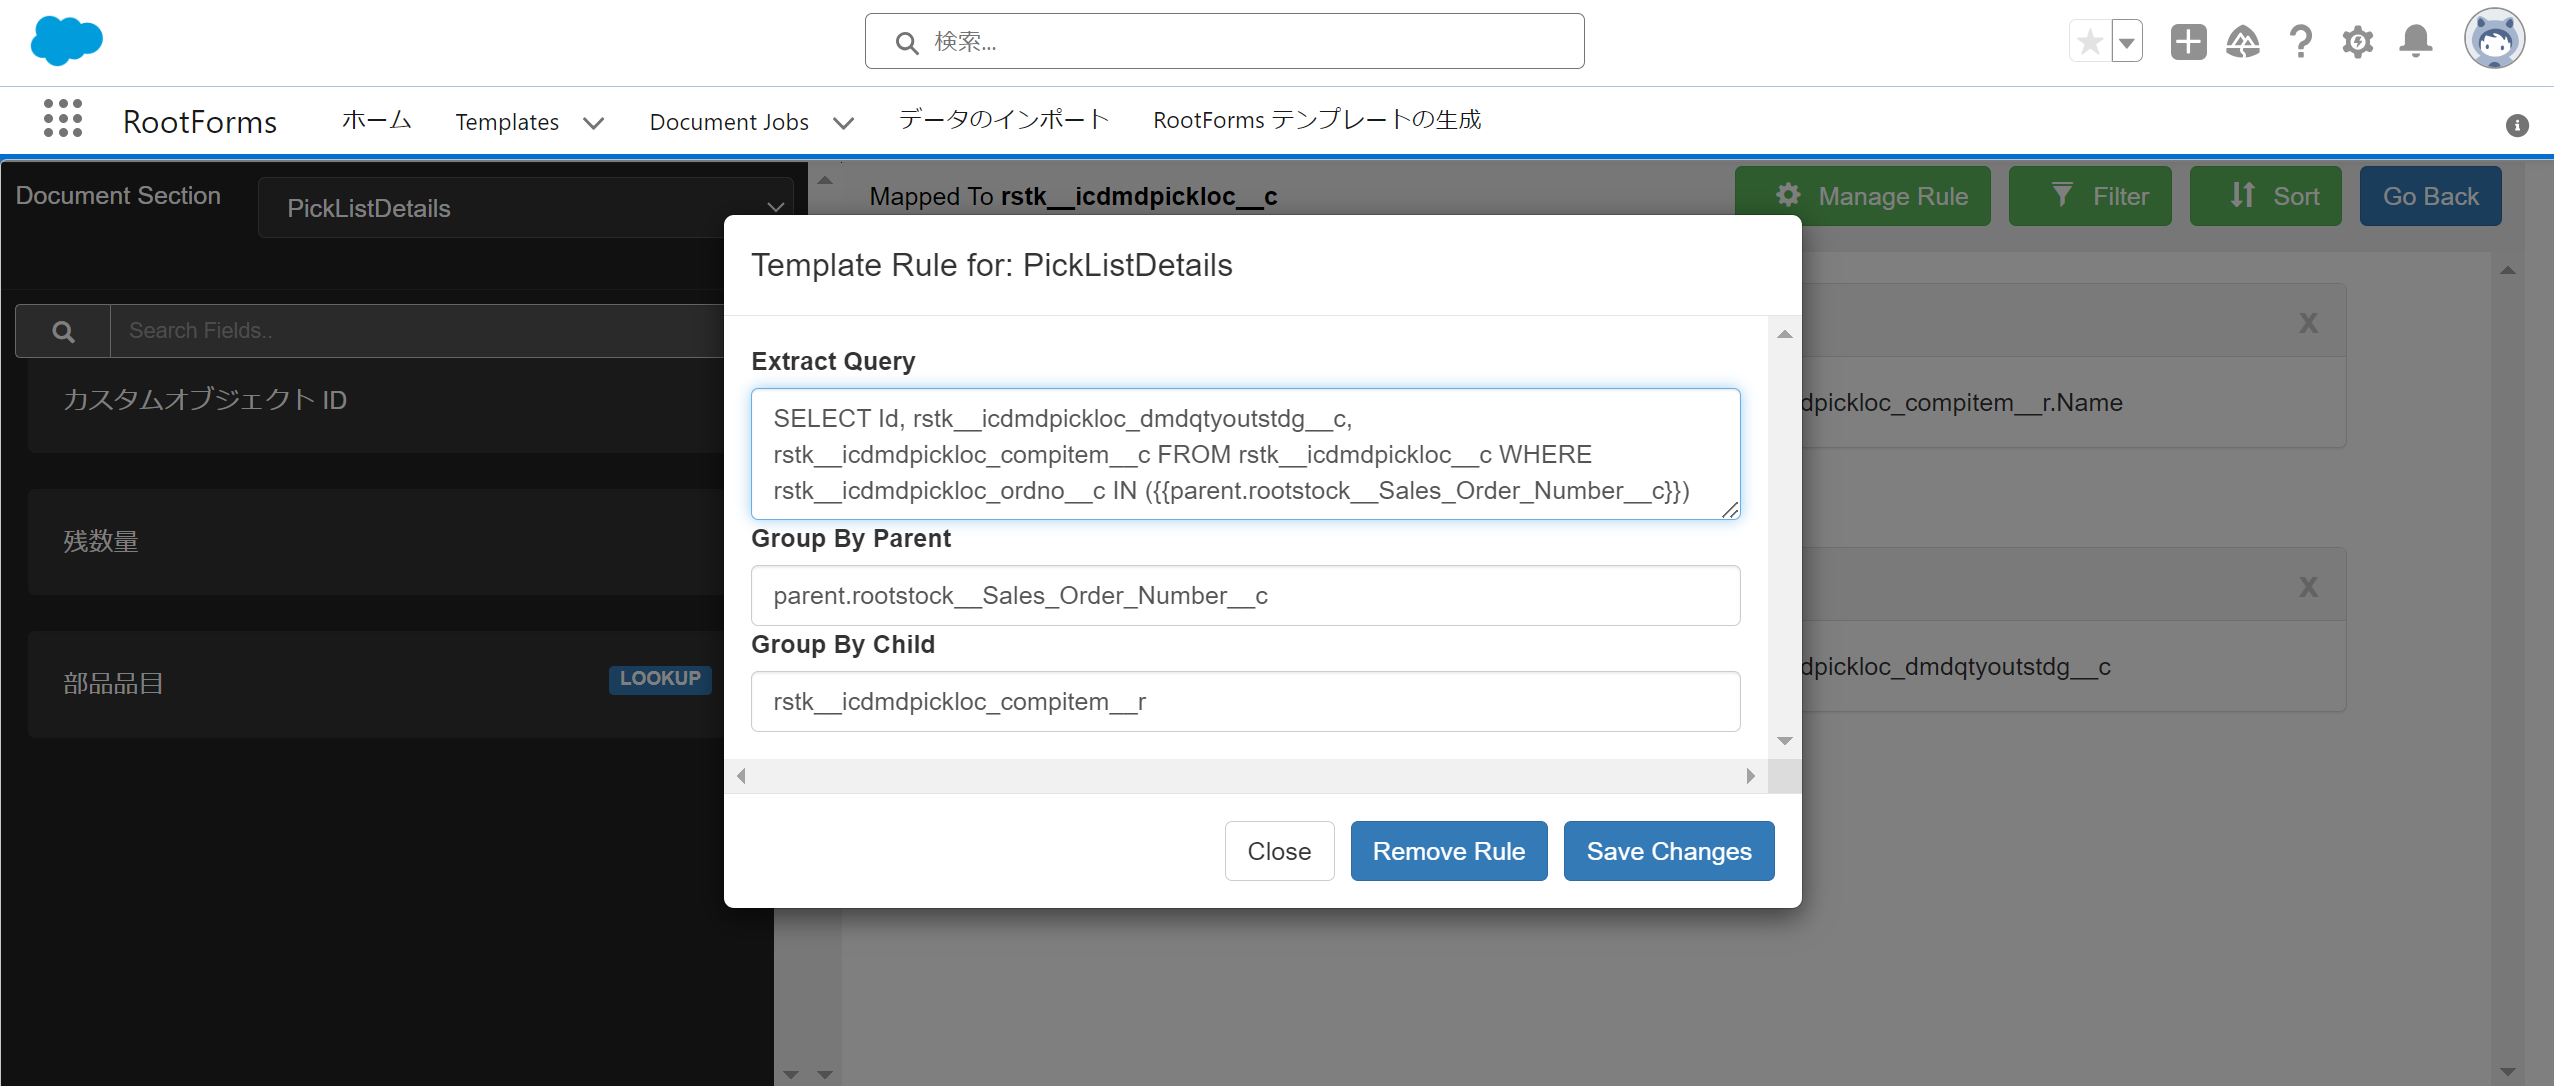 検索...
RootForms
ホーム
Templates
Document Jobs
データのインポート
RootForms テンプレートの生成
Document Section
PickListDetails
Mapped To rstk__icdmdpickloc__c
Manage Rule
Filter
Sort
Go Back
Search Fields..
カスタムオブジェクト ID
残数量
部品品目
LOOKUP
Template Rule for: PickListDetails
Extract Query
SELECT Id, rstk__icdmdpickloc_dmdqtyoutstdg__c,
rstk__icdmdpickloc_compitem__c FROM rstk__icdmdpickloc__c WHERE
rstk__icdmdpickloc_ordno__c IN ({{parent.rootstock__Sales_Order_Number__c}})
Group By Parent
parent.rootstock__Sales_Order_Number__c
Group By Child
rstk__icdmdpickloc_compitem__r
Close
Remove Rule
Save Changes
X
dpickloc_compitem__r.Name
X
dpickloc_dmdqtyoutstdg__c